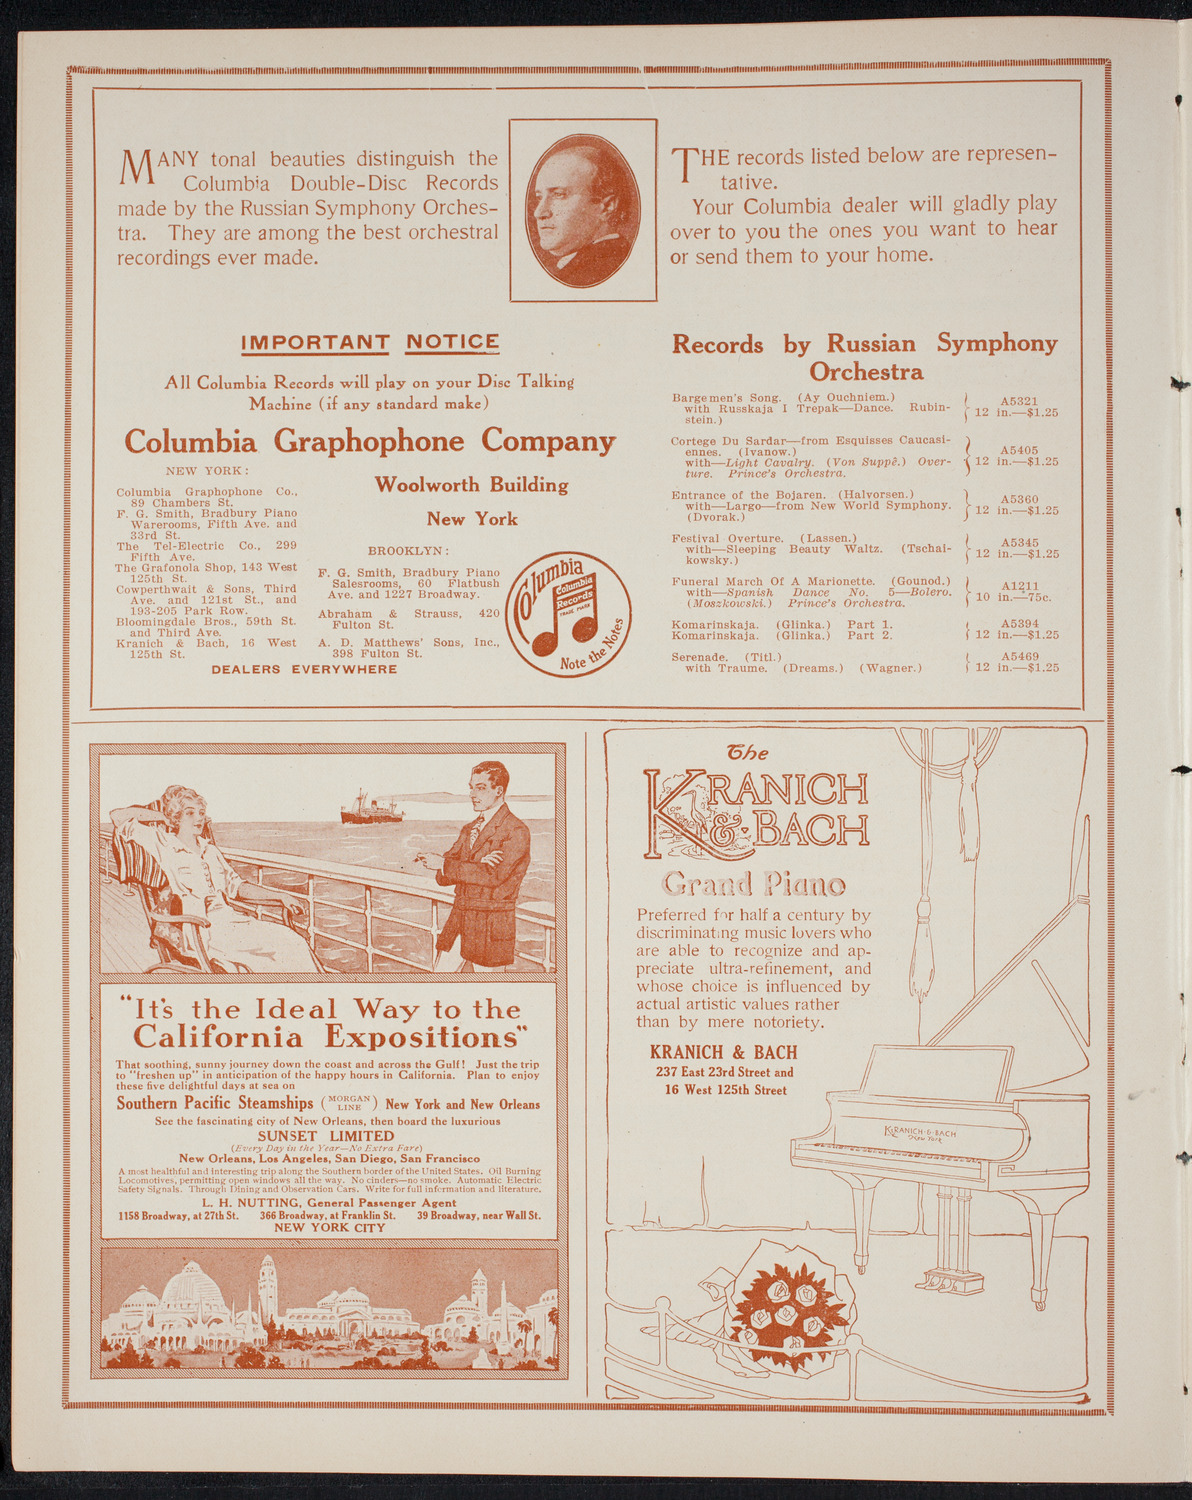 MANY tonal beauties distinguish the
Columbia Double-Disc Records
made by the Russian Symphony Orches-
tra. They are among the best orchestral
recordings ever made.
THE records listed below are represen-
tative.
Your Columbia dealer will gladly play
over to you the ones you want to hear
or send them to your home.
IMPORTANT NOTICE
All Columbia Records will play on your Disc Talking
Machine (if any standard make)
Columbia Graphophone Company
Woolworth Building
New York
NEW YORK:
Columbia Graphophone Co.,
89 Chambers St.
F. G. Smith, Bradbury Piano
Warerooms, Fifth Ave. and
33rd St.
The Tel-Electric Co., 299
Fifth Ave.
The Grafonola Shop, 143 West
125th St.
Cowperthwait & Sons, Third
Ave. and 121st St., and
193-205 Park Row.
Bloomingdale Bros., 59th St.
and Third Ave.
Kranich & Bach, 16 West
125th St.
BROOKLYN:
F. G. Smith, Bradbury Piano
Salesrooms, 60 Flatbush
Ave. and 1227 Broadway.
Abraham & Strauss, 420
Fulton St.
A. D. Matthews' Sons, Inc.,
398 Fulton St.
DEALERS EVERYWHERE
Columbia
Columbia
Records
TRADE MARK
Note the Notes
Records by Russian Symphony
Orchestra
Bargemen's Song. (Ay Ouchniem.)
with Russkaja I Trepak—Dance. Rubin-
stein.)
A5321
12 in.—$1.25
Cortege Du Sardar—from Esquisses Caucasi-
ennes. (Ivanow.)
with—Light Cavalry. (Von Suppé.) Over-
ture. Prince's Orchestra.
A5405
12 in.—$1.25
Entrance of the Bojaren. (Halvorsen.)
with—Largo—from New World Symphony.
(Dvorak.)
A5360
12 in.—$1.25
Festival Overture. (Lassen.)
with—Sleeping Beauty Waltz. (Tschai-
kowsky.)
A5345
12 in.—$1.25
Funeral March Of A Marionette. (Gounod.)
with—Spanish Dance No. 5—Bolero.
(Moszkowski.) Prince's Orchestra.
A1211
10 in.—75c.
Komarinskaja. (Glinka.) Part 1.
Komarinskaja. (Glinka.) Part 2.
A5394
12 in.—$1.25
Serenade. (Titl.)
with Traume. (Dreams.) (Wagner.)
A5469
12 in.—$1.25
"It's the Ideal Way to the
California Expositions"
That soothing, sunny journey down the coast and across the Gulf! Just the trip
to "freshen up" in anticipation of the happy hours in California. Plan to enjoy
these five delightful days at sea on
Southern Pacific Steamships (MORGAN LINE) New York and New Orleans
See the fascinating city of New Orleans, then board the luxurious
SUNSET LIMITED
(Every Day in the Year—No Extra Fare)
New Orleans, Los Angeles, San Diego, San Francisco
A most healthful and interesting trip along the Southern border of the United States. Oil Burning
Locomotives, permitting open windows all the way. No cinders—no smoke. Automatic Electric
Safety Signals. Through Dining and Observation Cars. Write for full information and literature.
L. H. NUTTING, General Passenger Agent
1158 Broadway, at 27th St. 366 Broadway, at Franklin St. 39 Broadway, near Wall St.
NEW YORK CITY
The
KRANICH
& BACH
Grand Piano
Preferred for half a century by
discriminating music lovers who
are able to recognize and ap-
preciate ultra-refinement, and
whose choice is influenced by
actual artistic values rather
than by mere notoriety.
KRANICH & BACH
237 East 23rd Street and
16 West 125th Street
KRANICH-&-BACH
New York